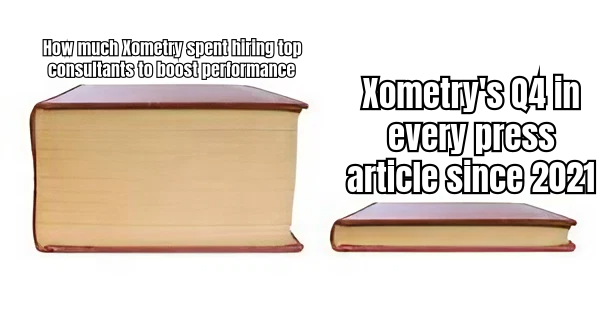 How much Xometry spent hiring top
consultants to boost performance
Xometry's Q4 in
every press
article since 2021